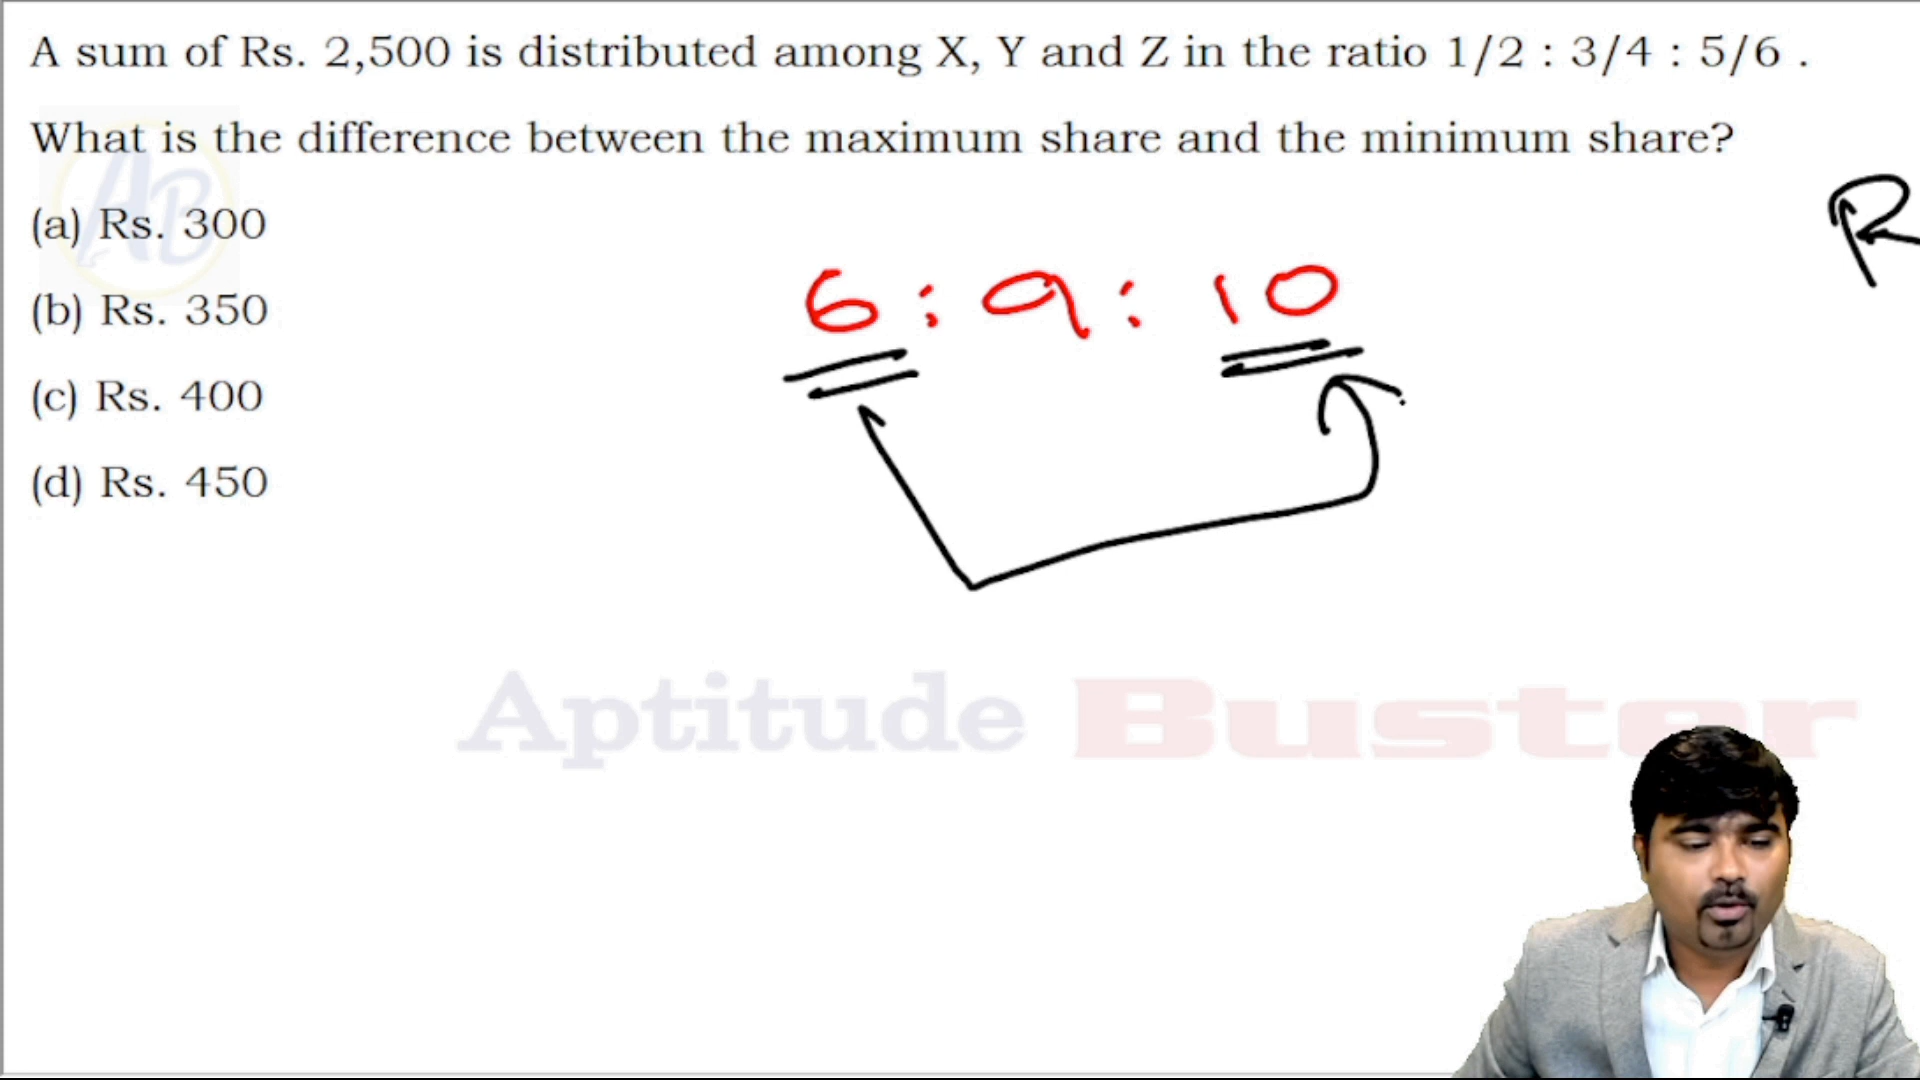 A sum of Rs. 2,500 is distributed among X, Y and Z in the ratio 1/2 : 3/4 : 5/6 .
What is the difference between the maximum share and the minimum share?
(a) Rs. 300
(b) Rs. 350
(c) Rs. 400
(d) Rs. 450
6 : 9 : 10
R
AB
Aptitude Buster